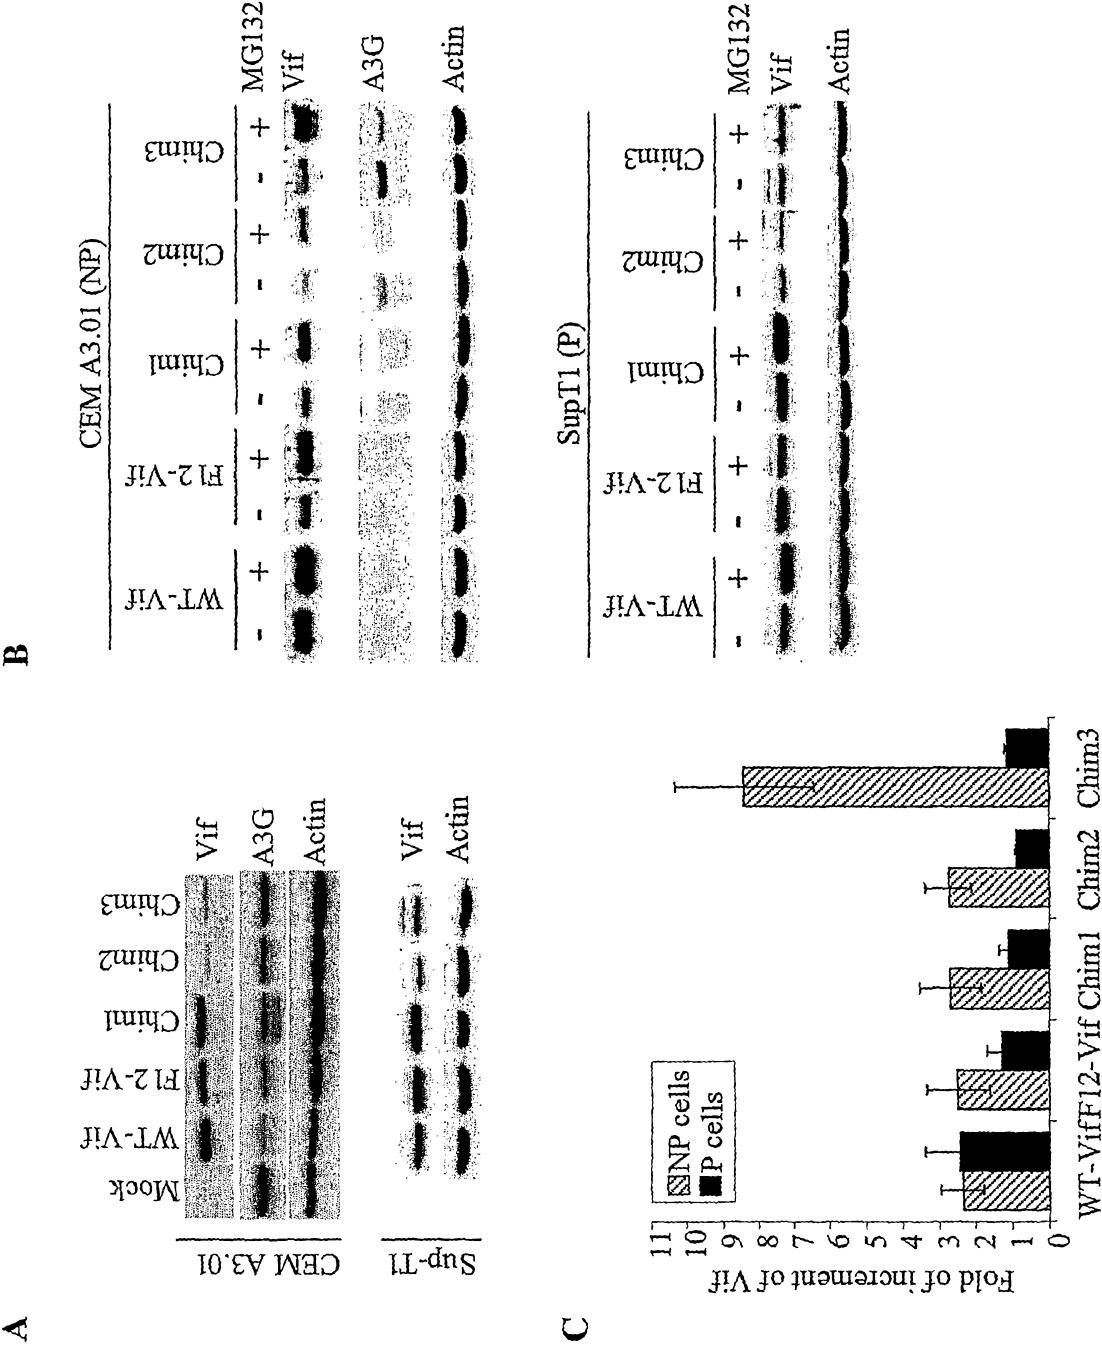 A
CEM A3.01
Sup-T1
Mock
WT-Vif
F12-Vif
Chim1
Chim2
Chim3
Vif
A3G
Actin
Vif
Actin
B
CEM A3.01 (NP)
WT-Vif
F12-Vif
Chim1
Chim2
Chim3
- + - + - + - + - + MG132
Vif
A3G
Actin
SupT1 (P)
WT-Vif
F12-Vif
Chim1
Chim2
Chim3
- + - + - + - + - + MG132
Vif
Actin
C
Fold of increment of Vif
11
10
9
8
7
6
5
4
3
2
1
0
NP cells
P cells
WT-Vif F12-Vif Chim1 Chim2 Chim3